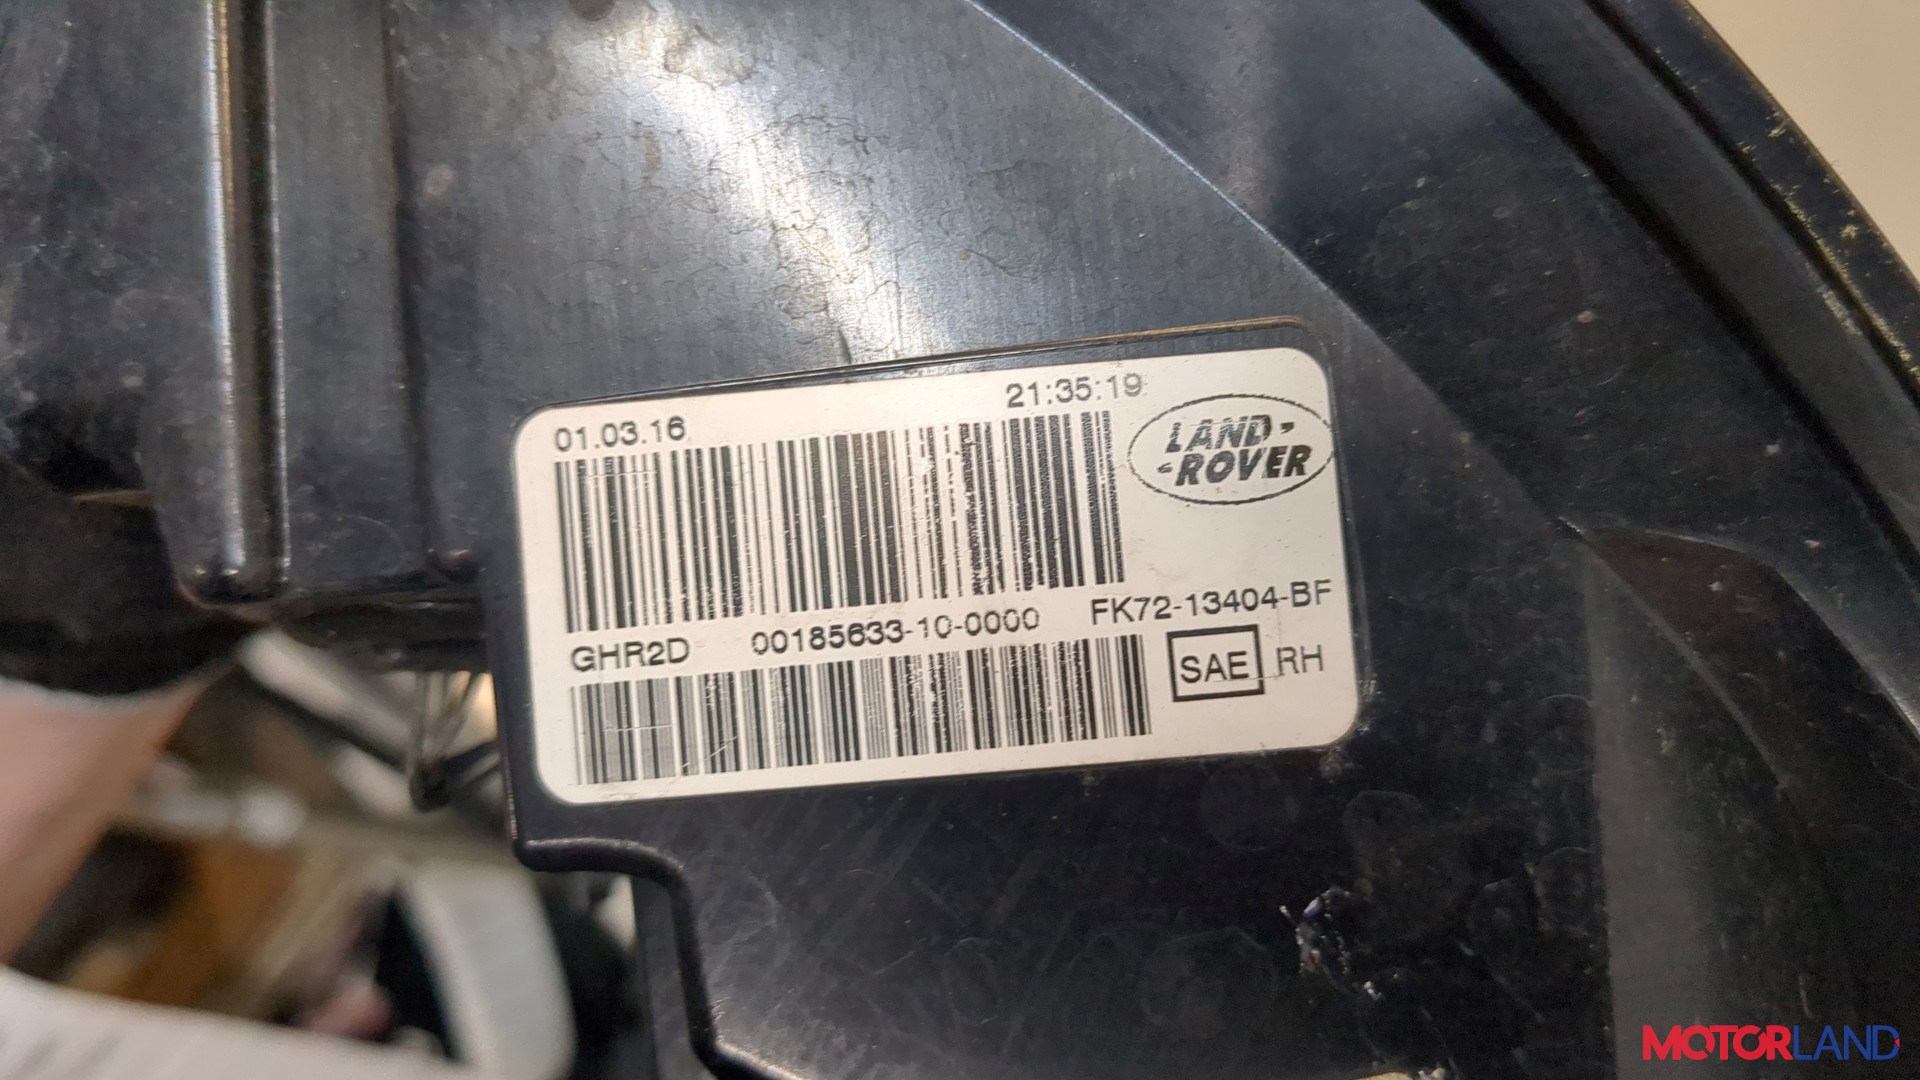 01.03.16
21:35:19
LAND-
-ROVER
GHR2D 00185633-10-0000 FK72-13404-BF
SAE RH
MOTORLAND